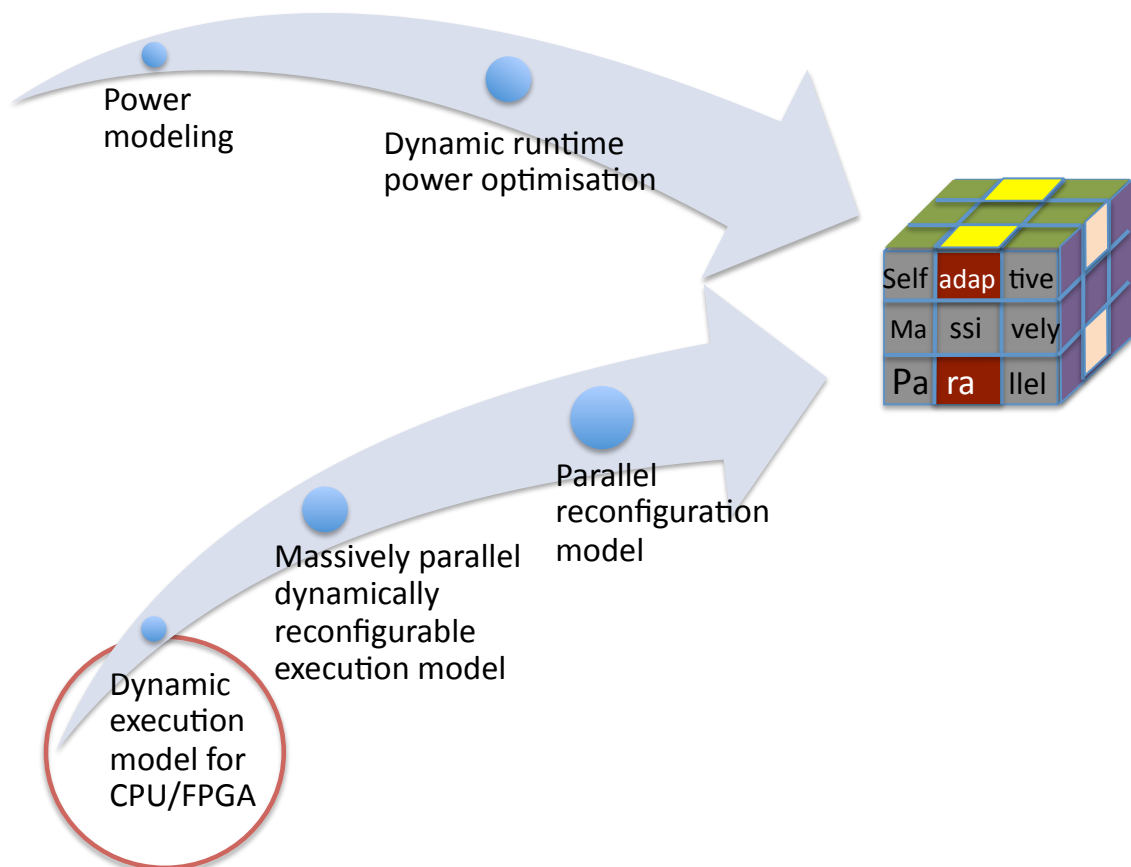 Power
modeling
Dynamic runtime
power optimisation
Self adap tive
Ma ssi vely
Pa ra llel
Parallel
reconfiguration
model
Massively parallel
dynamically
reconfigurable
execution model
Dynamic
execution
model for
CPU/FPGA